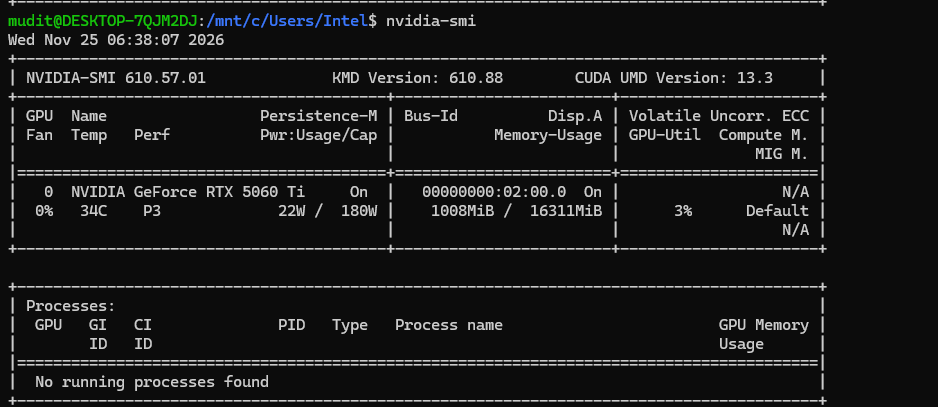 mudit@DESKTOP-7QJM2DJ:/mnt/c/Users/Intel$ nvidia-smi
Wed Nov 25 06:38:07 2026
+-----------------------------------------------------------------------------------------+
| NVIDIA-SMI 610.57.01              KMD Version: 610.88        CUDA UMD Version: 13.3     |
+-----------------------------------------+------------------------+----------------------+
| GPU  Name                 Persistence-M | Bus-Id          Disp.A | Volatile Uncorr. ECC |
| Fan  Temp   Perf          Pwr:Usage/Cap |           Memory-Usage | GPU-Util  Compute M. |
|                                         |                        |               MIG M. |
|=========================================+========================+======================|
|   0  NVIDIA GeForce RTX 5060 Ti     On  |   00000000:02:00.0  On |                  N/A |
|  0%   34C    P3             22W /  180W |    1008MiB /  16311MiB |      3%      Default |
|                                         |                        |                  N/A |
+-----------------------------------------+------------------------+----------------------+
+-----------------------------------------------------------------------------------------+
| Processes:                                                                              |
|  GPU   GI   CI              PID   Type   Process name                        GPU Memory |
|        ID   ID                                                               Usage      |
|=========================================================================================|
|  No running processes found                                                             |
+-----------------------------------------------------------------------------------------+